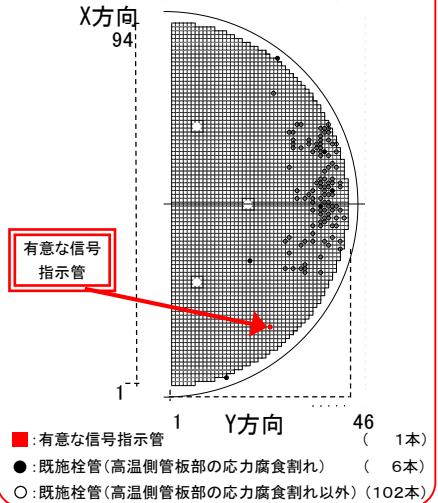 X方向
94
有意な信号
指示管
1
1 Y方向 46
■:有意な信号指示管 ( 1本)
●:既施栓管(高温側管板部の応力腐食割れ) ( 6本)
○:既施栓管(高温側管板部の応力腐食割れ以外)(102本)